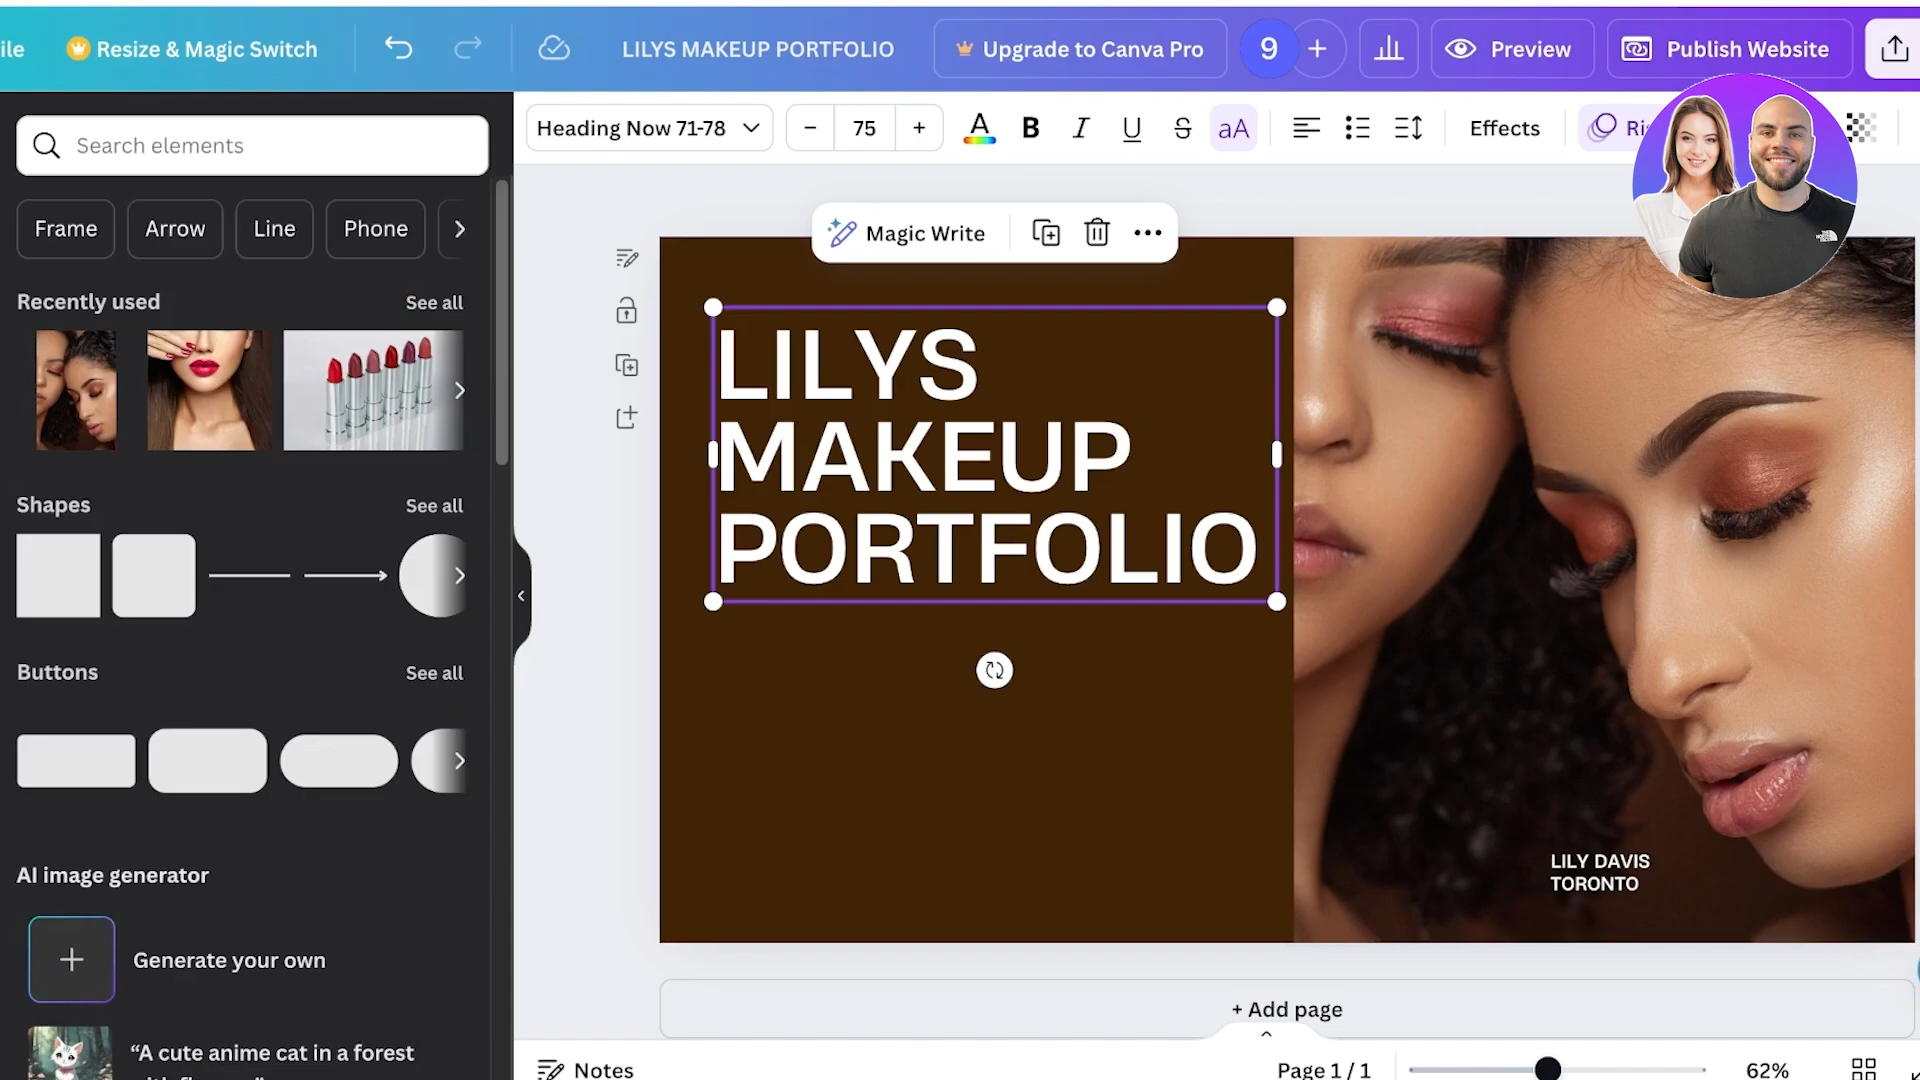 ile
Resize & Magic Switch
LILYS MAKEUP PORTFOLIO
Upgrade to Canva Pro
9
Preview
Publish Website
Search elements
Heading Now 71-78
75
A
B
I
U
S
aA
Effects
Frame
Arrow
Line
Phone
Magic Write
Recently used
See all
LILYS
MAKEUP
PORTFOLIO
Shapes
See all
Buttons
See all
AI image generator
LILY DAVIS
TORONTO
Generate your own
+ Add page
“A cute anime cat in a forest
Notes
Page 1 / 1
62%